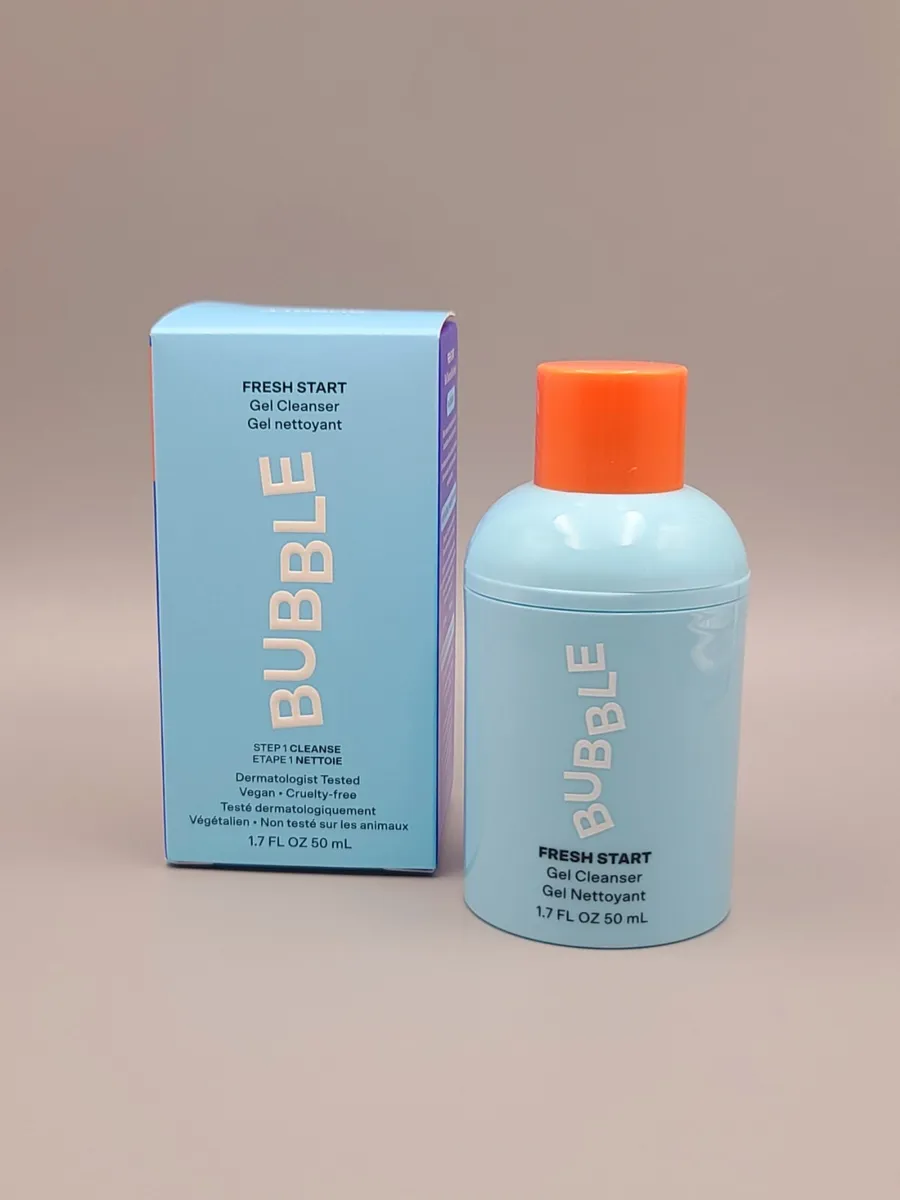 FRESH START
Gel Cleanser
Gel nettoyant
BUBBLE
STEP 1 CLEANSE
ETAPE 1 NETTOIE
Dermatologist Tested
Vegan • Cruelty-free
Testé dermatologiquement
Végétalien • Non testé sur les animaux
1.7 FL OZ 50 mL
BUBBLE
FRESH START
Gel Cleanser
Gel Nettoyant
1.7 FL OZ 50 mL